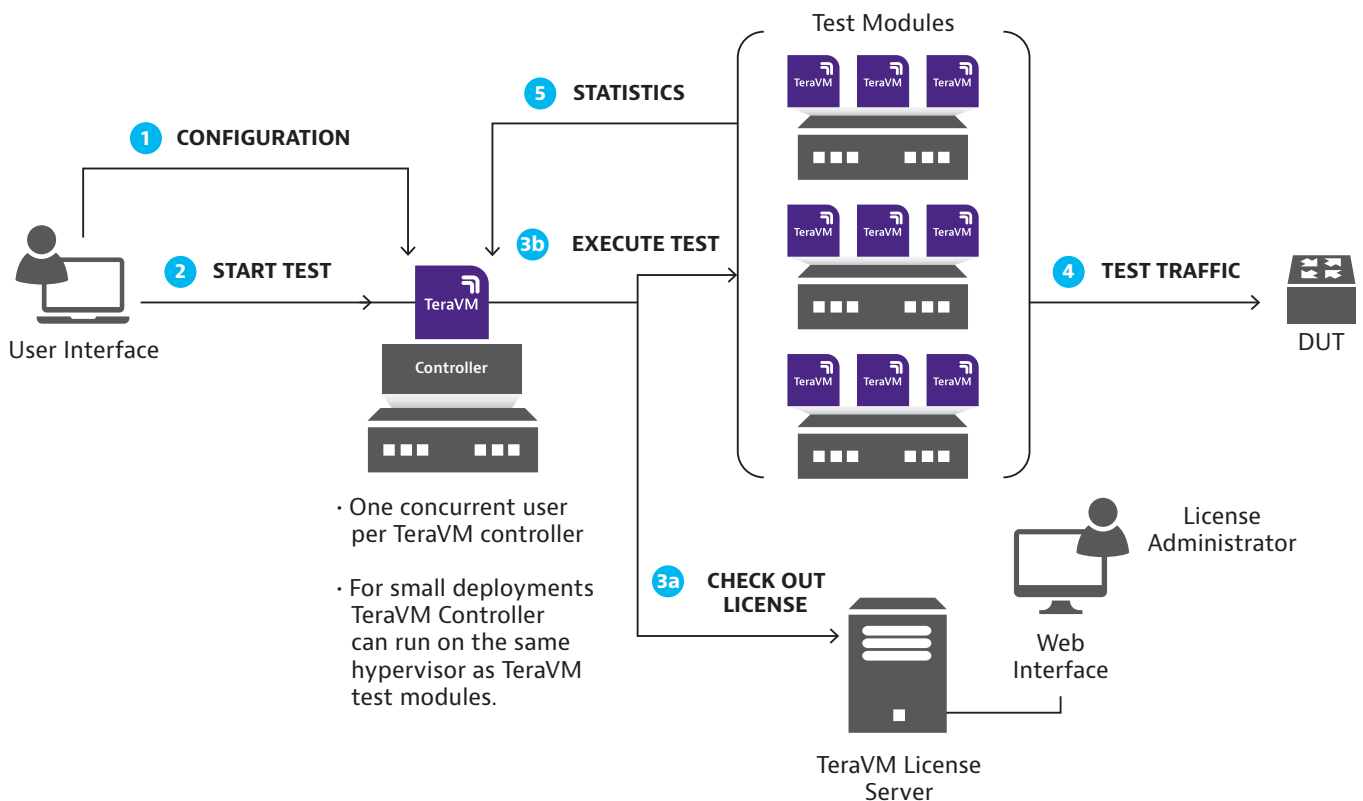 Test Modules
TeraVM TeraVM TeraVM
5 STATISTICS
1 CONFIGURATION
TeraVM TeraVM TeraVM
3b EXECUTE TEST
2 START TEST
4 TEST TRAFFIC
TeraVM
User Interface
DUT
Controller
TeraVM TeraVM TeraVM
· One concurrent user
per TeraVM controller
· For small deployments
TeraVM Controller
can run on the same
hypervisor as TeraVM
test modules.
3a CHECK OUT
LICENSE
License
Administrator
Web
Interface
TeraVM License
Server